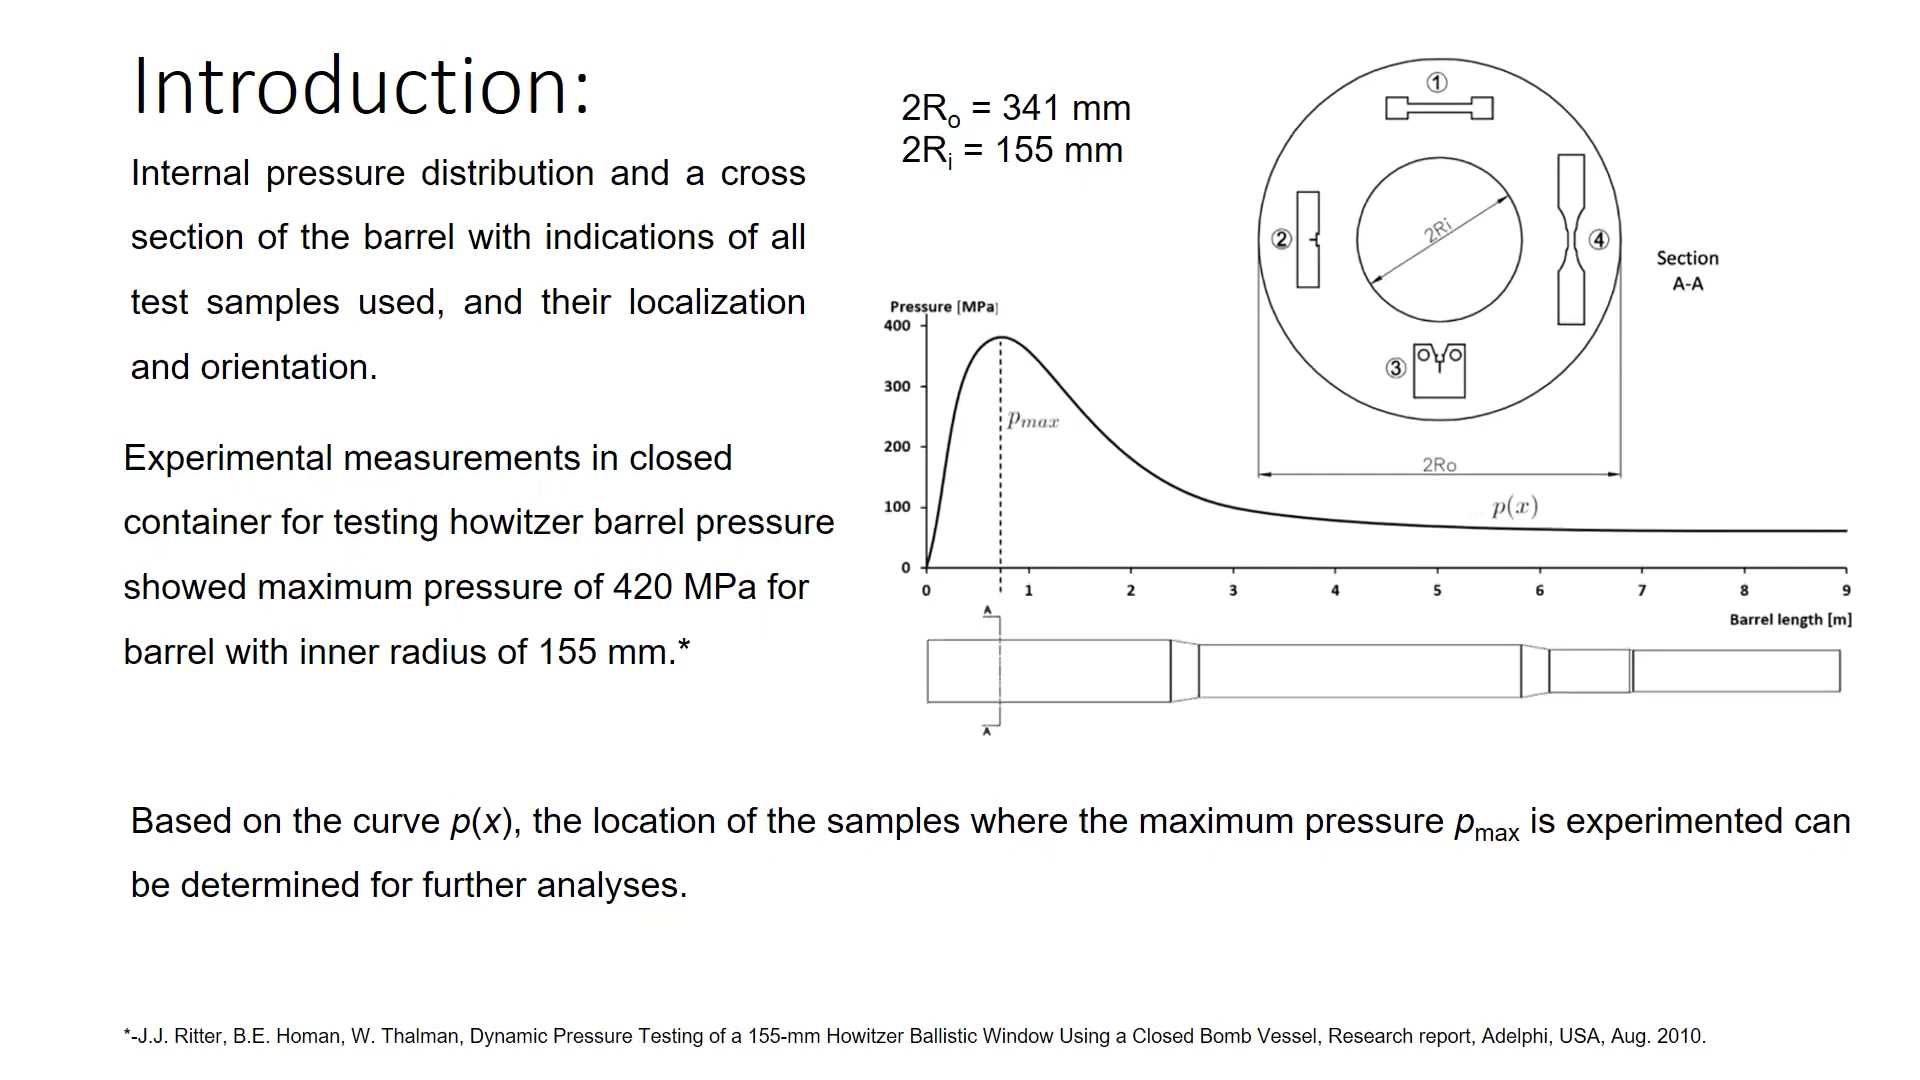 Introduction:
Internal pressure distribution and a cross
section of the barrel with indications of all
test samples used, and their localization
and orientation.
Experimental measurements in closed
container for testing howitzer barrel pressure
showed maximum pressure of 420 MPa for
barrel with inner radius of 155 mm.*
2Ro = 341 mm
2Ri = 155 mm
①
②
2Ri
④
③
Section
A-A
2Ro
Pressure [MPa]
400
300
200
100
0
pmax
p(x)
0 1 2 3 4 5 6 7 8 9
Barrel length [m]
A
A
Based on the curve p(x), the location of the samples where the maximum pressure pmax is experimented can
be determined for further analyses.
*-J.J. Ritter, B.E. Homan, W. Thalman, Dynamic Pressure Testing of a 155-mm Howitzer Ballistic Window Using a Closed Bomb Vessel, Research report, Adelphi, USA, Aug. 2010.